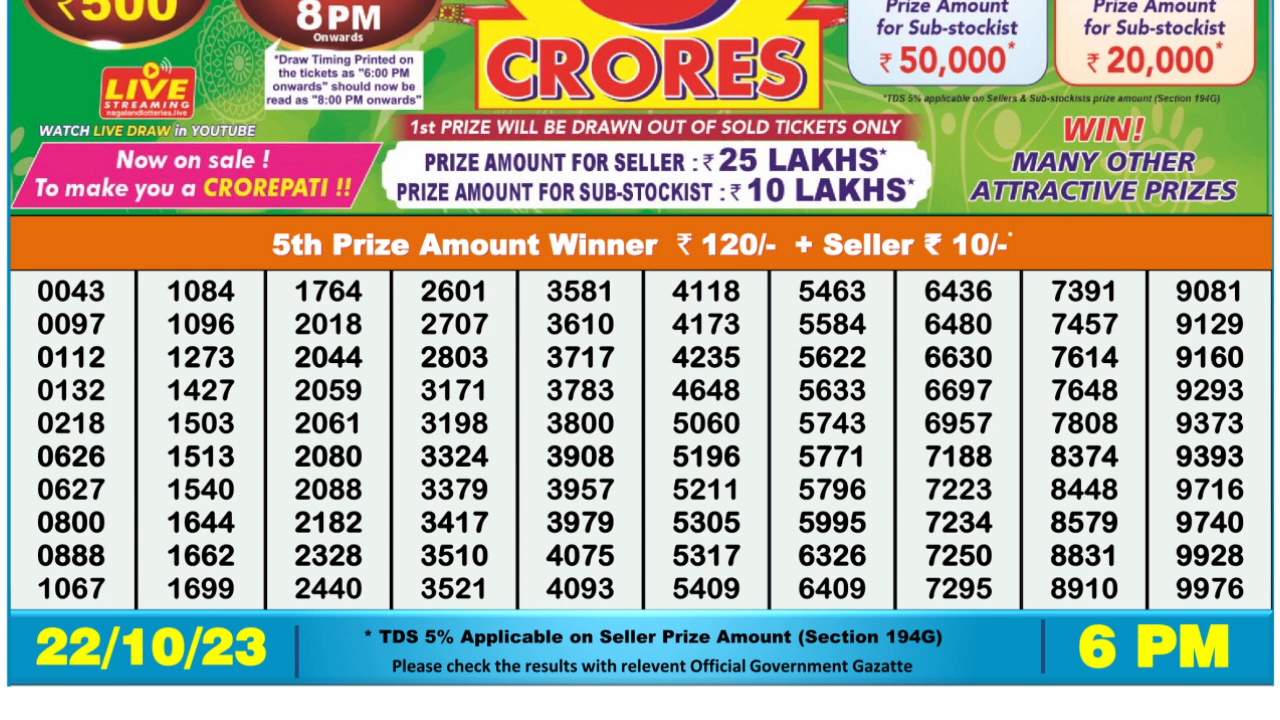 ₹500
8PM
Onwards
*Draw Timing Printed on
the tickets as "6:00 PM
onwards" should now be
read as "8:00 PM onwards"
LIVE
STREAMING
nagalandlotteries.live
WATCH LIVE DRAW in YOUTUBE
Now on sale !
To make you a CROREPATI !!
CRORES
1st PRIZE WILL BE DRAWN OUT OF SOLD TICKETS ONLY
PRIZE AMOUNT FOR SELLER : ₹ 25 LAKHS*
PRIZE AMOUNT FOR SUB-STOCKIST : ₹ 10 LAKHS*
Prize Amount
for Sub-stockist
₹ 50,000*
Prize Amount
for Sub-stockist
₹ 20,000*
*TDS 5% applicable on Sellers & Sub-stockists prize amount (Section 194G)
WIN!
MANY OTHER
ATTRACTIVE PRIZES
5th Prize Amount Winner ₹ 120/- + Seller ₹ 10/-*
0043 1084 1764 2601 3581 4118 5463 6436 7391 9081
0097 1096 2018 2707 3610 4173 5584 6480 7457 9129
0112 1273 2044 2803 3717 4235 5622 6630 7614 9160
0132 1427 2059 3171 3783 4648 5633 6697 7648 9293
0218 1503 2061 3198 3800 5060 5743 6957 7808 9373
0626 1513 2080 3324 3908 5196 5771 7188 8374 9393
0627 1540 2088 3379 3957 5211 5796 7223 8448 9716
0800 1644 2182 3417 3979 5305 5995 7234 8579 9740
0888 1662 2328 3510 4075 5317 6326 7250 8831 9928
1067 1699 2440 3521 4093 5409 6409 7295 8910 9976
22/10/23
* TDS 5% Applicable on Seller Prize Amount (Section 194G)
Please check the results with relevent Official Government Gazatte
6 PM